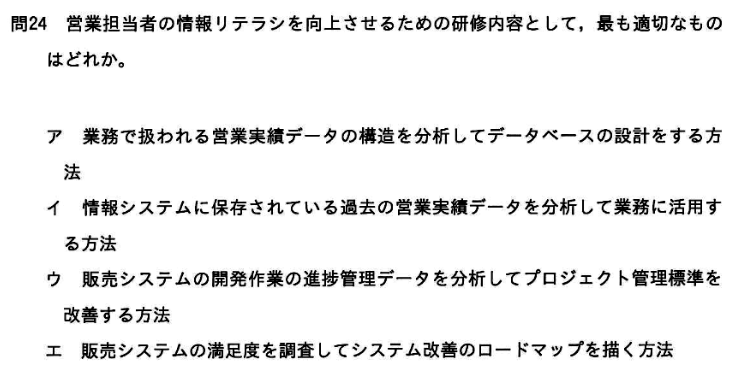 問24　営業担当者の情報リテラシを向上させるための研修内容として，最も適切なもの
はどれか。
ア　業務で扱われる営業実績データの構造を分析してデータベースの設計をする方
法
イ　情報システムに保存されている過去の営業実績データを分析して業務に活用す
る方法
ウ　販売システムの開発作業の進捗管理データを分析してプロジェクト管理標準を
改善する方法
エ　販売システムの満足度を調査してシステム改善のロードマップを描く方法